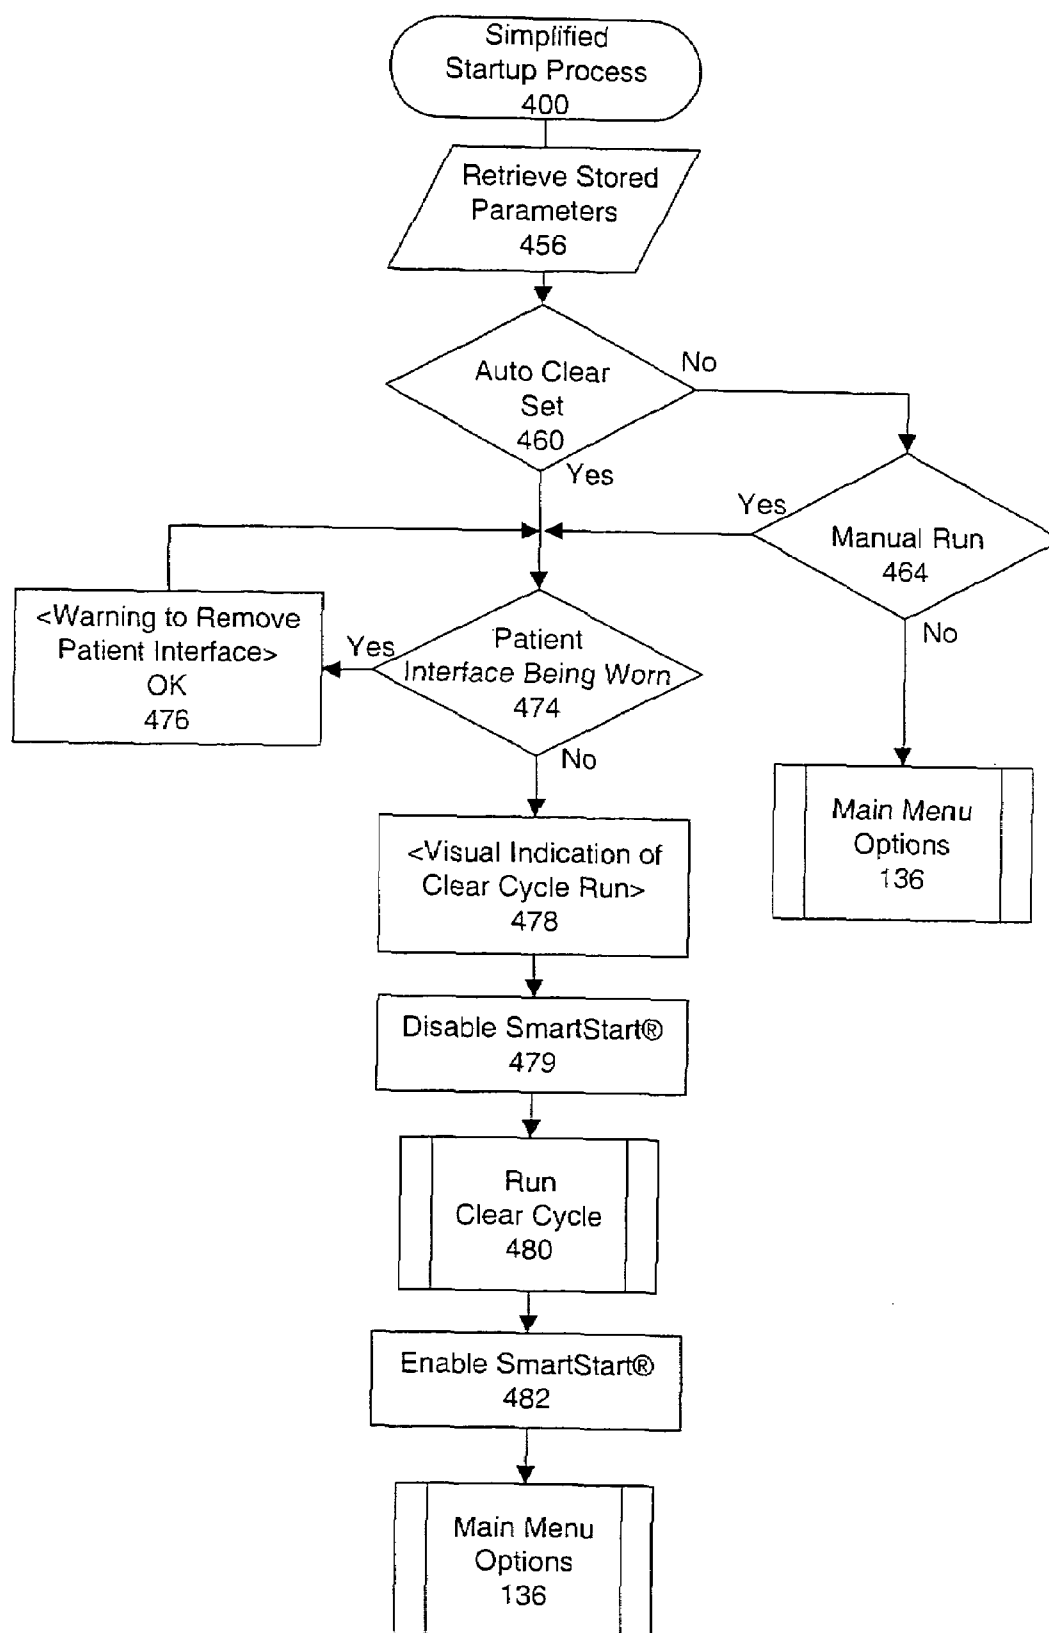 Simplified
Startup Process
400
Retrieve Stored
Parameters
456
Auto Clear
Set
460
No
Yes
Yes
Manual Run
464
No
<Warning to Remove
Patient Interface>
OK
476
Yes
Patient
Interface Being Worn
474
No
Main Menu
Options
136
<Visual Indication of
Clear Cycle Run>
478
Disable SmartStart®
479
Run
Clear Cycle
480
Enable SmartStart®
482
Main Menu
Options
136